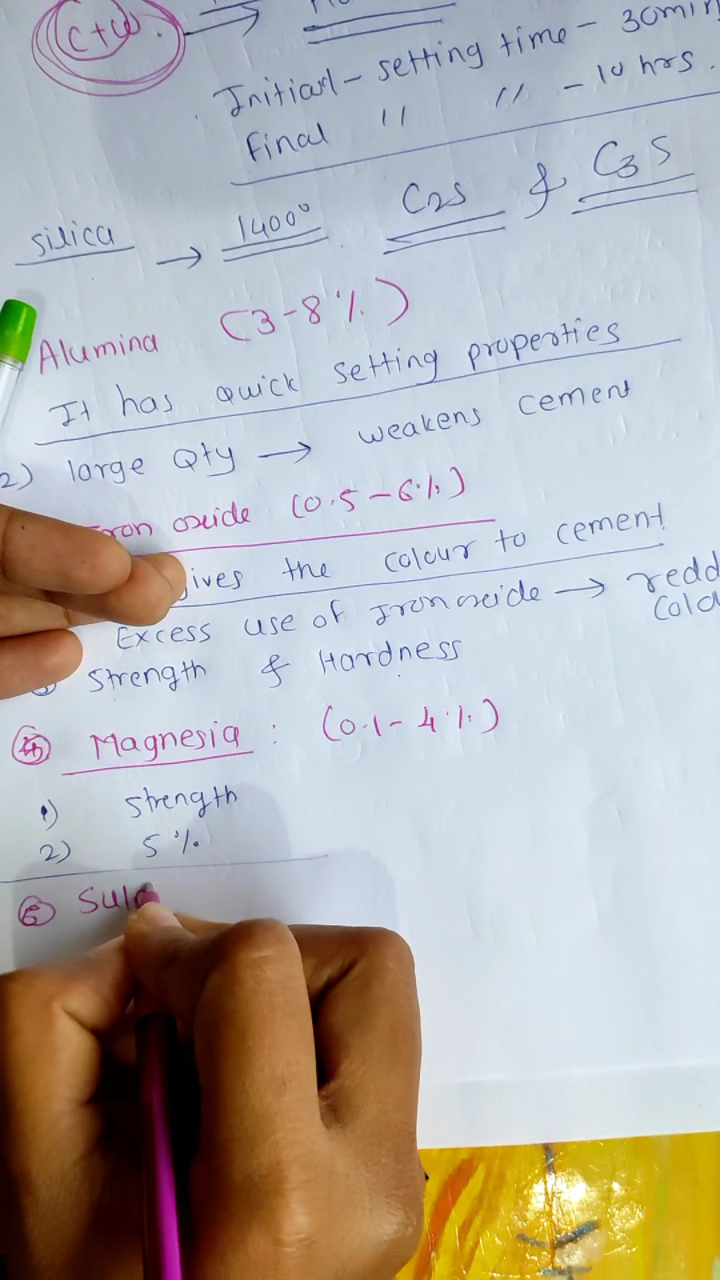 (C+W).
Initial - setting time - 30min
Final " " - 10 hrs.
silica → 1400° C2S & C3S
Alumina (3-8%)
It has quick setting properties
2) large Qty → weakens cement
Iron oxide (0.5-6%)
gives the colour to cement
Excess use of Iron oxide → redd
Colo
Strength & Hardness
④ Magnesia : (0.1-4%)
1) Strength
2) 5%
⑤ Sul